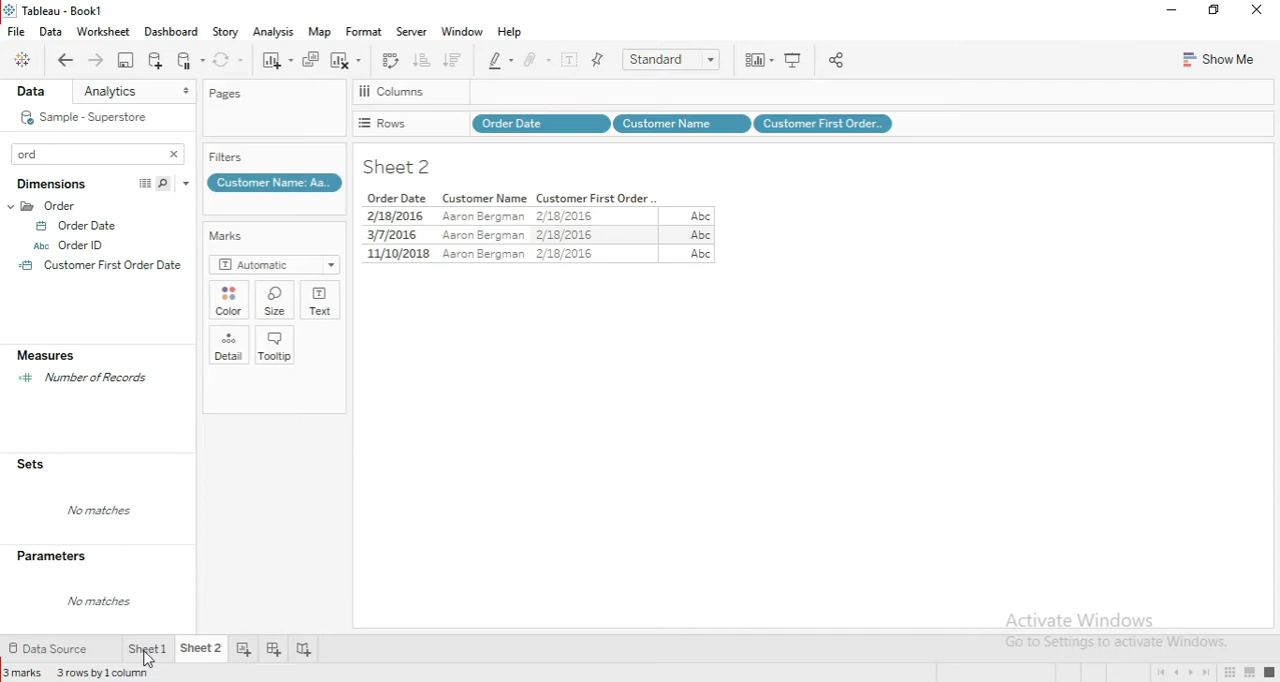 Tableau - Book1
File Data Worksheet Dashboard Story Analysis Map Format Server Window Help
Standard
Show Me
Data Analytics
Sample - Superstore
ord
Dimensions
Order
Order Date
Abc Order ID
Customer First Order Date
Measures
Number of Records
Sets
No matches
Parameters
No matches
Pages
Filters
Customer Name: Aa..
Marks
Automatic
Color Size Text
Detail Tooltip
Columns
Rows Order Date Customer Name Customer First Order..
Sheet 2
Order Date Customer Name Customer First Order ..
2/18/2016 Aaron Bergman 2/18/2016 Abc
3/7/2016 Aaron Bergman 2/18/2016 Abc
11/10/2018 Aaron Bergman 2/18/2016 Abc
Activate Windows
Go to Settings to activate Windows.
Data Source Sheet 1 Sheet 2
3 marks 3 rows by 1 column